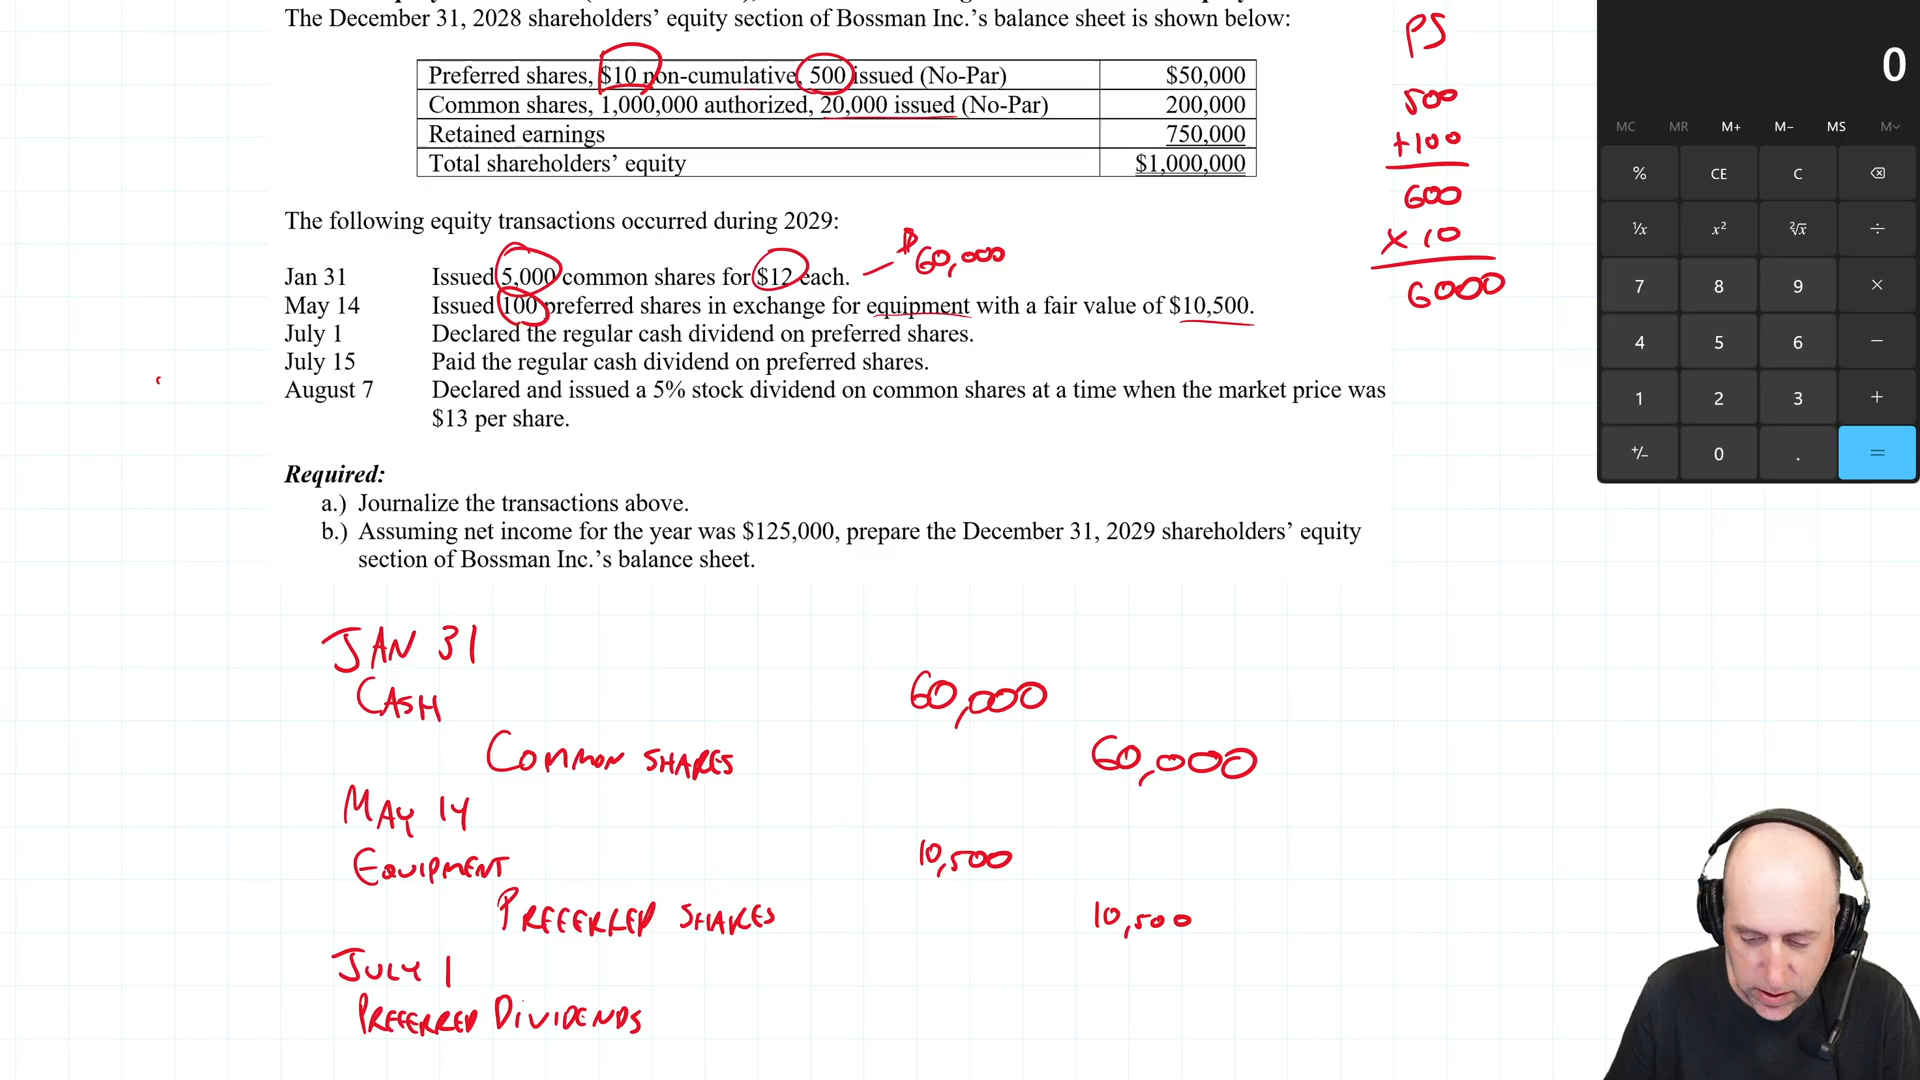 The December 31, 2028 shareholders' equity section of Bossman Inc.'s balance sheet is shown below:
Preferred shares, $10 non-cumulative, 500 issued (No-Par) $50,000
Common shares, 1,000,000 authorized, 20,000 issued (No-Par) 200,000
Retained earnings 750,000
Total shareholders' equity $1,000,000
PS
500
+100
600
x 10
6000
The following equity transactions occurred during 2029:
$60,000
Jan 31 Issued 5,000 common shares for $12 each.
May 14 Issued 100 preferred shares in exchange for equipment with a fair value of $10,500.
July 1 Declared the regular cash dividend on preferred shares.
July 15 Paid the regular cash dividend on preferred shares.
August 7 Declared and issued a 5% stock dividend on common shares at a time when the market price was
$13 per share.
Required:
a.) Journalize the transactions above.
b.) Assuming net income for the year was $125,000, prepare the December 31, 2029 shareholders' equity
section of Bossman Inc.'s balance sheet.
JAN 31
CASH 60,000
COMMON SHARES 60,000
MAY 14
EQUIPMENT 10,500
PREFERRED SHARES 10,500
JULY 1
PREFERRED DIVIDENDS
0
MC MR M+ M− MS M˅
% CE C ⌫
¹/x x² ²√x ÷
7 8 9 ×
4 5 6 −
1 2 3 +
+/− 0 . =